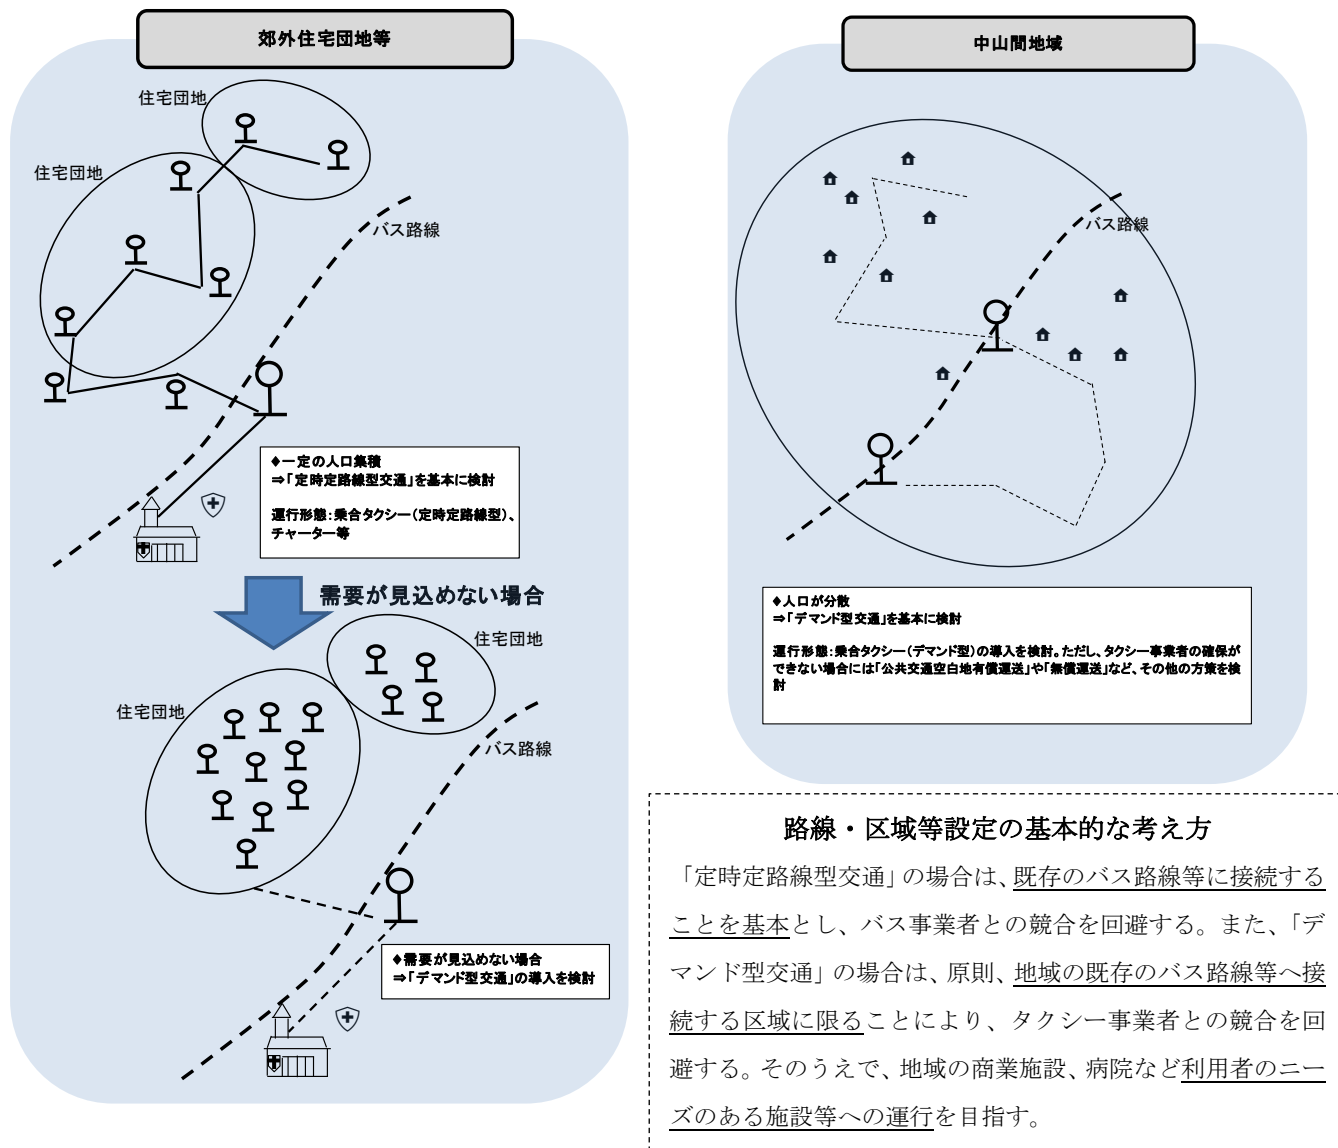 郊外住宅団地等
住宅団地
住宅団地
バス路線
◆一定の人口集積
⇒「定時定路線型交通」を基本に検討
運行形態：乗合タクシー（定時定路線型）、
チャーター等
需要が見込めない場合
住宅団地
住宅団地
バス路線
◆需要が見込めない場合
⇒「デマンド型交通」の導入を検討
中山間地域
バス路線
◆人口が分散
⇒「デマンド型交通」を基本に検討
運行形態：乗合タクシー（デマンド型）の導入を検討。ただし、タクシー事業者の確保が
できない場合には「公共交通空白地有償運送」や「無償運送」など、その他の方策を検
討
路線・区域等設定の基本的な考え方
「定時定路線型交通」の場合は、既存のバス路線等に接続する
ことを基本とし、バス事業者との競合を回避する。また、「デ
マンド型交通」の場合は、原則、地域の既存のバス路線等へ接
続する区域に限ることにより、タクシー事業者との競合を回
避する。そのうえで、地域の商業施設、病院など利用者のニー
ズのある施設等への運行を目指す。